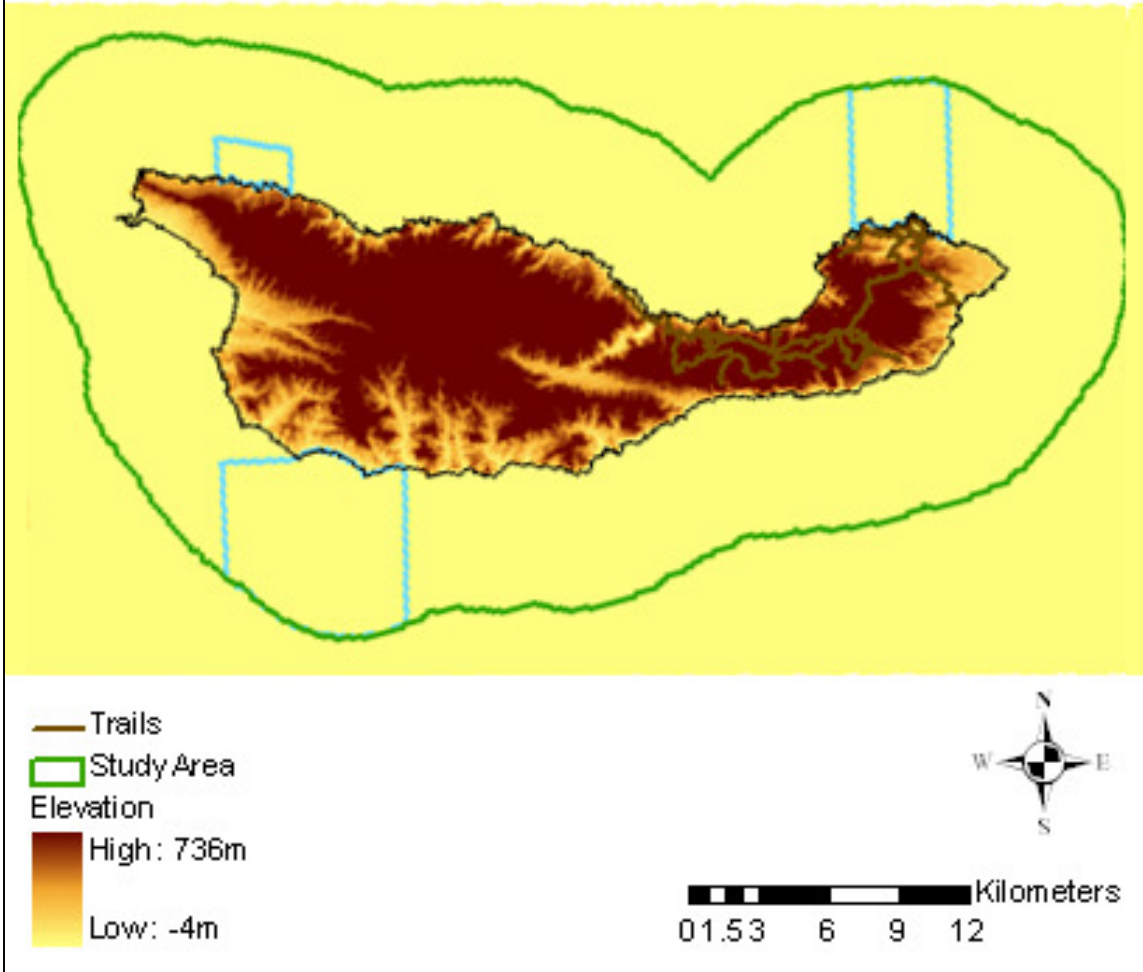 Trails
Study Area
Elevation
High : 736m
Low : -4m
N
W E
S
Kilometers
0 1.5 3 6 9 12